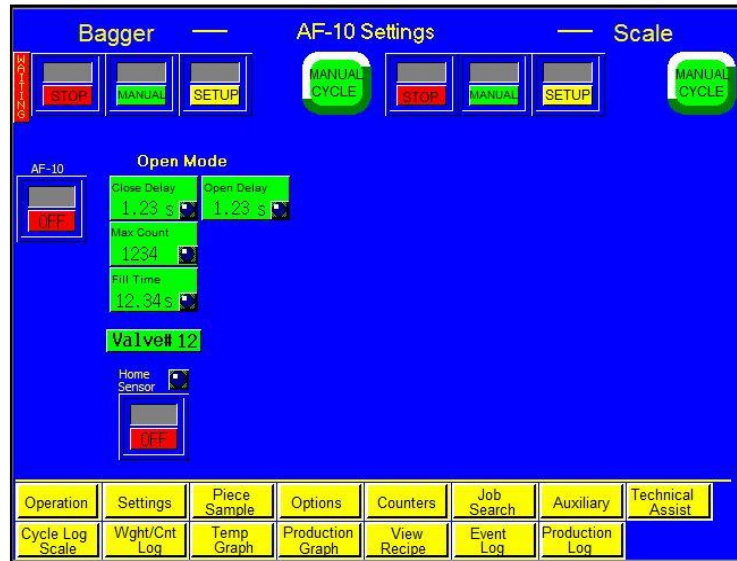 Bagger — AF-10 Settings — Scale
WAITING
STOP MANUAL SETUP MANUAL CYCLE STOP MANUAL SETUP MANUAL CYCLE
AF-10
OFF
Open Mode
Close Delay
1.23 s
Open Delay
1.23 s
Max Count
1234
Fill Time
12.34 s
Valve# 12
Home
Sensor
OFF
Operation
Settings
Piece
Sample
Options
Counters
Job
Search
Auxiliary
Technical
Assist
Cycle Log
Scale
Wght/Cnt
Log
Temp
Graph
Production
Graph
View
Recipe
Event
Log
Production
Log